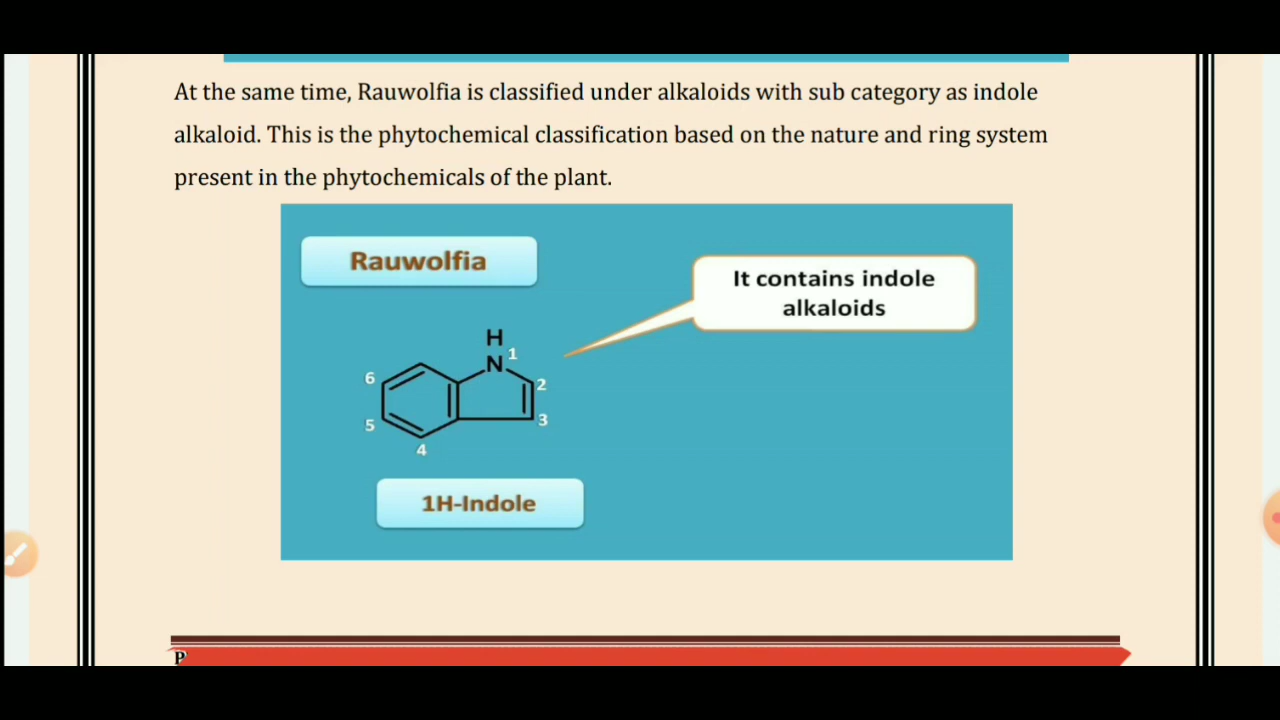 At the same time, Rauwolfia is classified under alkaloids with sub category as indole
alkaloid. This is the phytochemical classification based on the nature and ring system
present in the phytochemicals of the plant.
Rauwolfia
It contains indole
alkaloids
H
N
1
2
3
4
5
6
1H-Indole
P